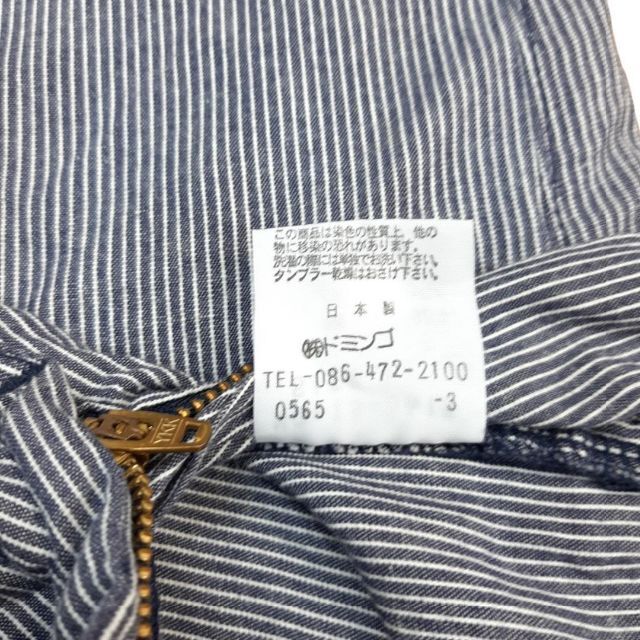 この商品は染色の性質上、他の
物に移染の恐れがあります。
洗濯の際には単独でお洗い下さい。
タンブラー乾燥はおさけ下さい。
日本製
㈱ドミンゴ
TEL-086-472-2100
0565 -3
YKK